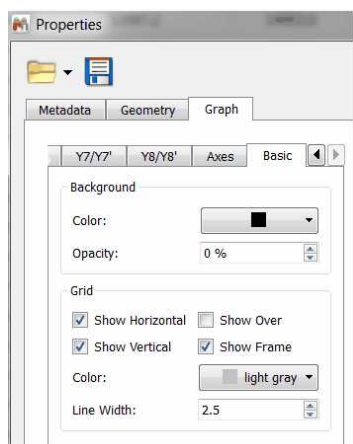 Properties
Metadata Geometry Graph
Y7/Y7' Y8/Y8' Axes Basic
Background
Color:
Opacity: 0 %
Grid
Show Horizontal Show Over
Show Vertical Show Frame
Color: light gray
Line Width: 2.5